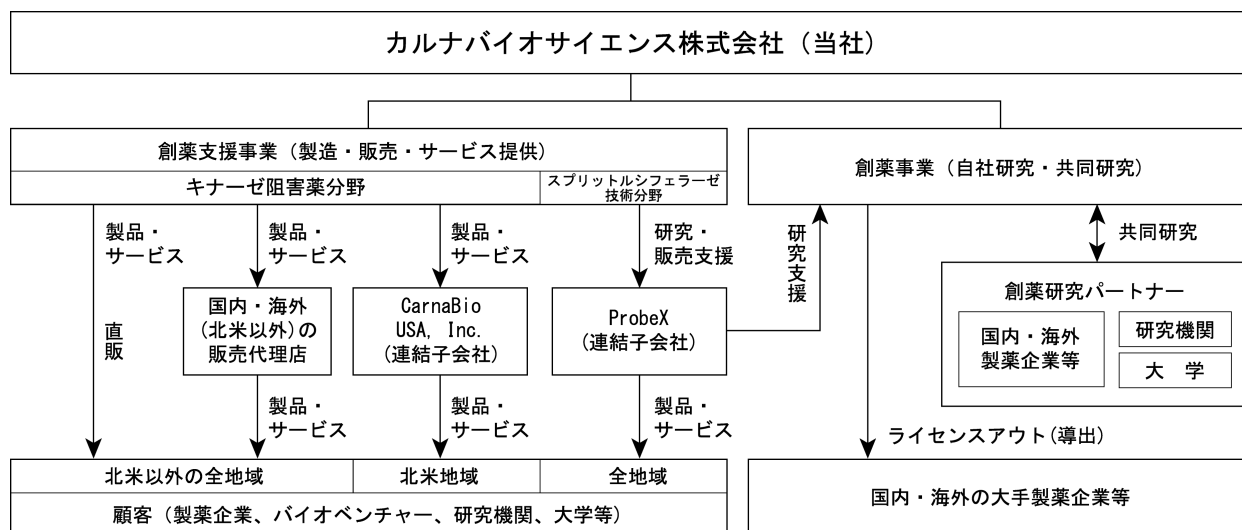 カルナバイオサイエンス株式会社（当社）
創薬支援事業（製造・販売・サービス提供）
キナーゼ阻害薬分野
スプリットルシフェラーゼ
技術分野
創薬事業（自社研究・共同研究）
製品・
サービス
製品・
サービス
製品・
サービス
研究・
販売支援
研究支援
共同研究
直販
国内・海外
(北米以外)の
販売代理店
CarnaBio
USA, Inc.
(連結子会社)
ProbeX
(連結子会社)
創薬研究パートナー
国内・海外
製薬企業等
研究機関
大　学
製品・
サービス
製品・
サービス
製品・
サービス
ライセンスアウト(導出)
北米以外の全地域
北米地域
全地域
顧客（製薬企業、バイオベンチャー、研究機関、大学等）
国内・海外の大手製薬企業等